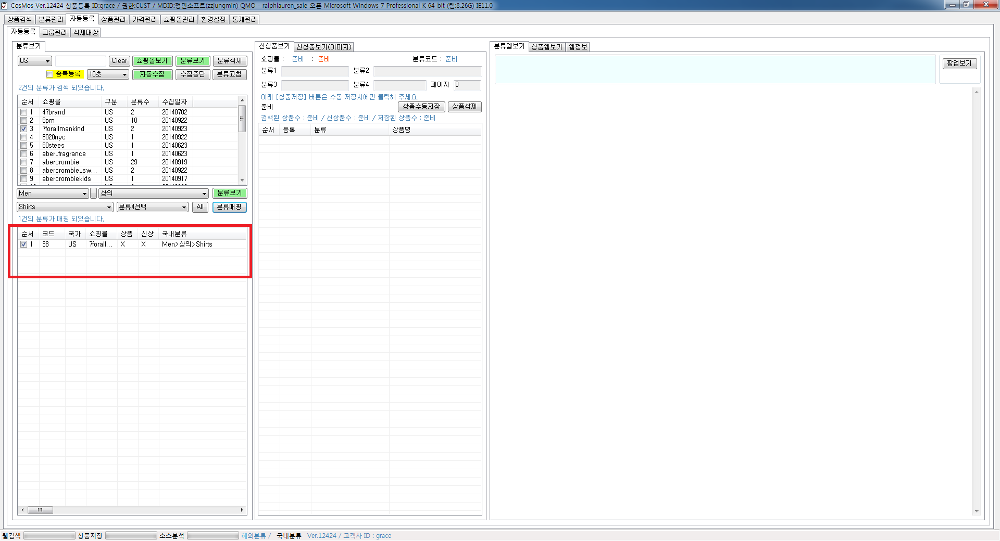 CosMos Ver.12424 상품등록 ID:grace / 권한:CUST / MDID:정민소프트(zzjungmin) QMO - ralphlauren_sale 오픈 Microsoft Windows 7 Professional K 64-bit (램:8.26G) IE11.0
상품검색 분류관리 자동등록 상품관리 가격관리 쇼핑몰관리 환경설정 통계관리
자동등록 그룹관리 삭제대상
분류보기
US Clear 쇼핑몰보기 분류보기 분류삭제
중복등록 10초 자동수집 수집중단 분류고침
2건의 분류가 검색 되었습니다.
순서 쇼핑몰 구분 분류수 수집일자
1 47brand US 2 20140702
2 6pm US 10 20140922
3 7forallmankind US 2 20140923
4 8020nyc US 1 20140922
5 80stees US 1 20140623
6 aber_fragrance US 1 20140623
7 abercrombie US 29 20140919
8 abercrombie_sw... US 2 20140922
9 abercrombiekids US 1 20140917
Men 상의 분류보기
Shirts 분류4선택 All 분류매핑
1건의 분류가 매핑 되었습니다.
순서 코드 국가 쇼핑몰 상품 신상 국내분류
1 38 US 7forall... X X Men>상의>Shirts
신상품보기 신상품보기(이미지)
쇼핑몰 : 준비 : 준비 분류코드 : 준비
분류1 분류2
분류3 분류4 페이지 0
아래 [상품저장] 버튼은 수동 저장시에만 클릭해 주세요.
준비 상품수동저장 상품삭제
검색된 상품수 : 준비 / 신상품수 : 준비 / 저장된 상품수 : 준비
순서 등록 분류 상품명
분류웹보기 상품웹보기 웹정보
팝업보기
웹검색 상품저장 소스분석 해외분류 / 국내분류 Ver.12424 / 고객사 ID : grace